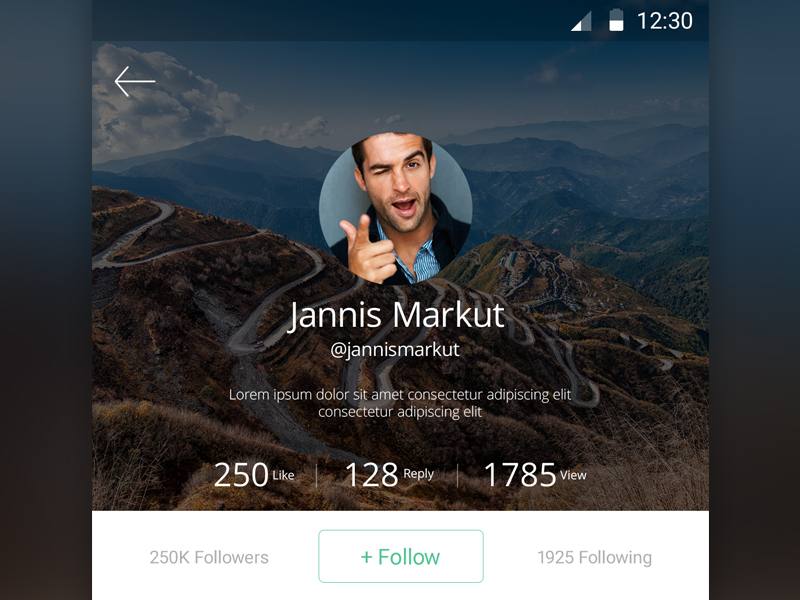 12:30
Jannis Markut
@jannismarkut
Lorem ipsum dolor sit amet consectetur adipiscing elit
consectetur adipiscing elit
250 Like | 128 Reply | 1785 View
250K Followers + Follow 1925 Following